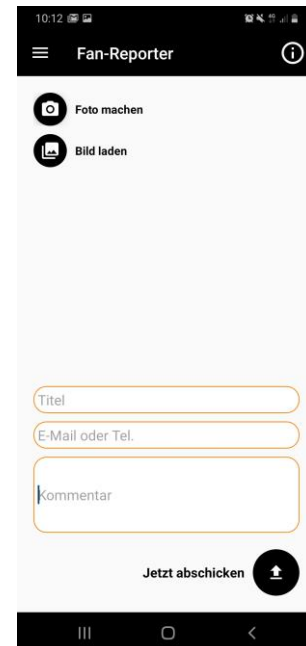 10:12
Fan-Reporter
Foto machen
Bild laden
Titel
E-Mail oder Tel.
Kommentar
Jetzt abschicken